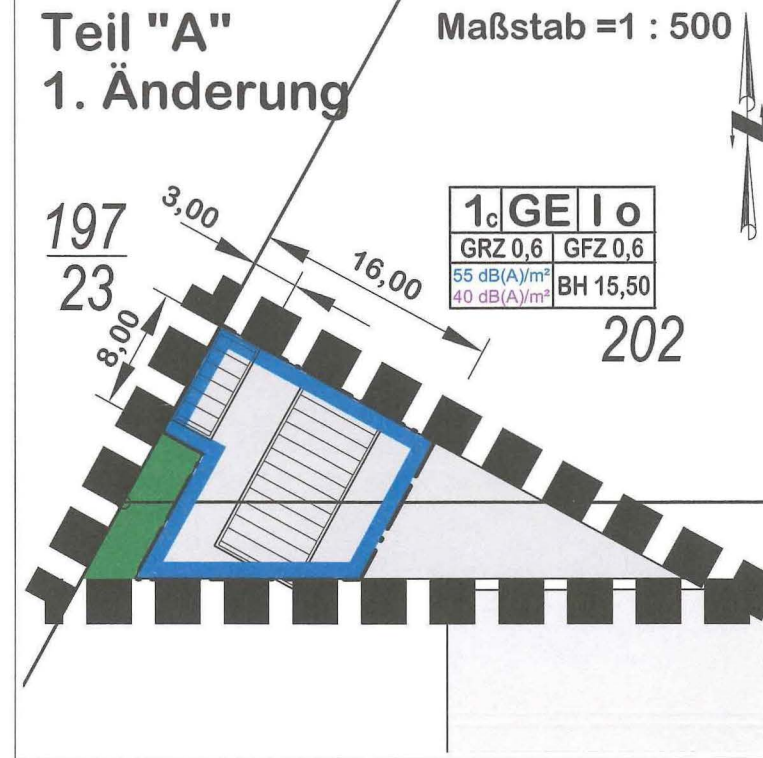 Teil "A"
1. Änderung
Maßstab =1 : 500
197
23
3,00
16,00
8,00
1c GE I o
GRZ 0,6 GFZ 0,6
55 dB(A)/m²
40 dB(A)/m²
BH 15,50
202